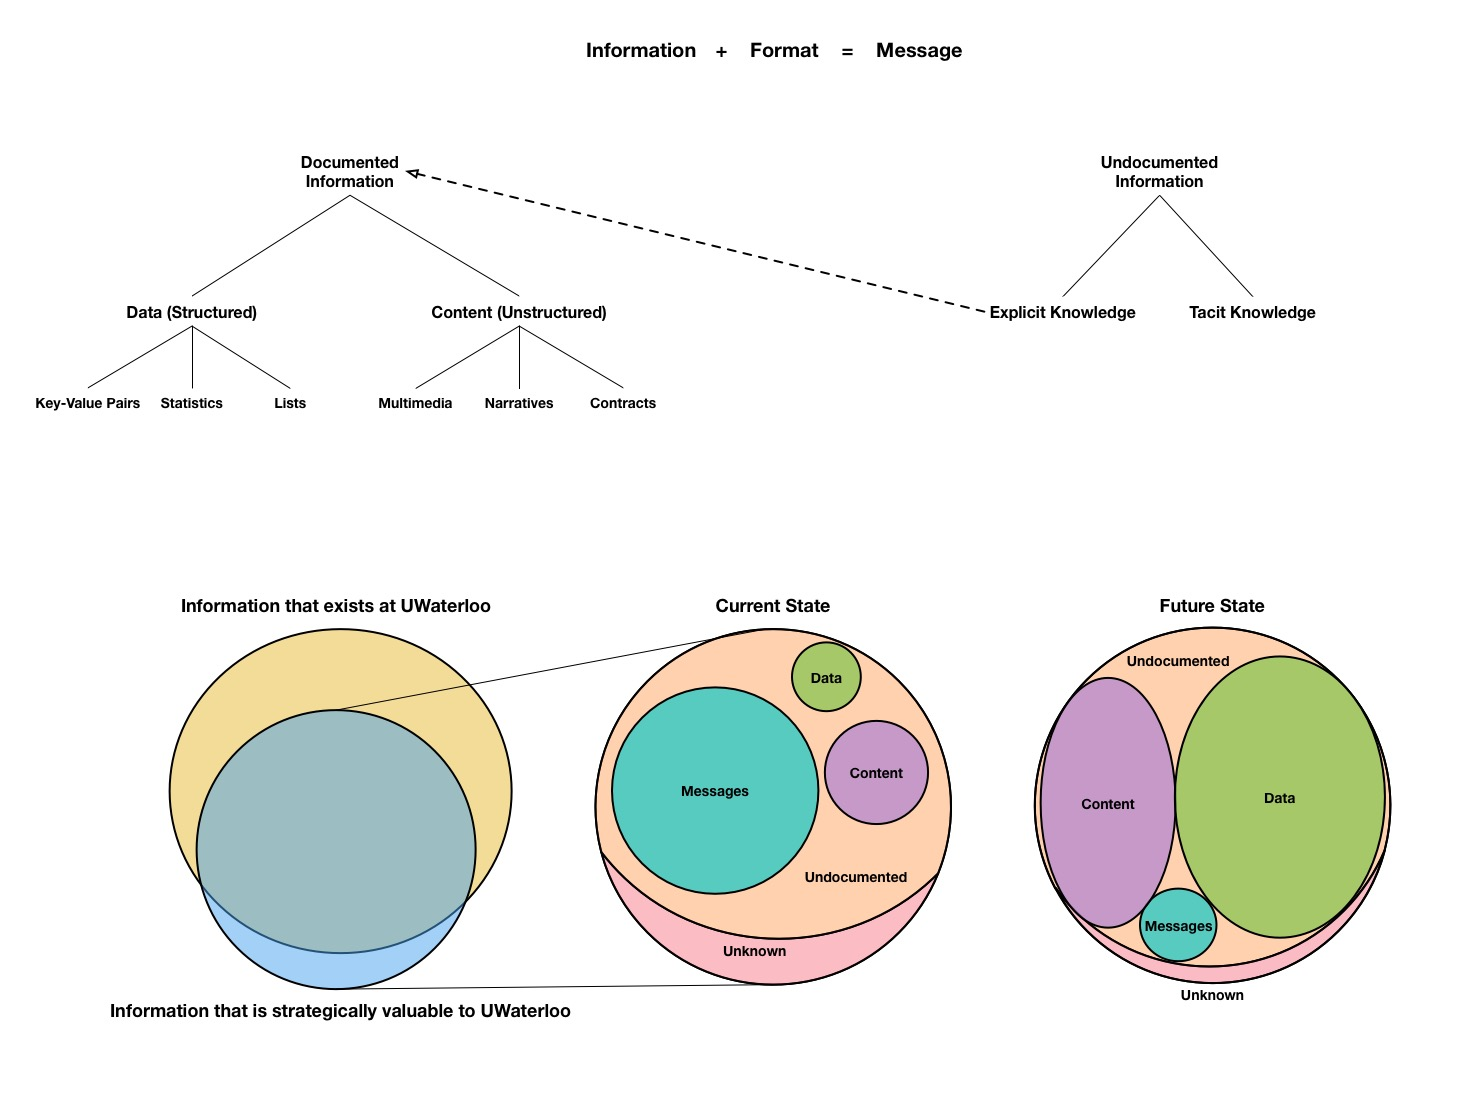 Information + Format = Message
Documented
Information
Undocumented
Information
Data (Structured)
Content (Unstructured)
Explicit Knowledge
Tacit Knowledge
Key-Value Pairs
Statistics
Lists
Multimedia
Narratives
Contracts
Information that exists at UWaterloo
Information that is strategically valuable to UWaterloo
Current State
Data
Messages
Content
Undocumented
Unknown
Future State
Undocumented
Content
Data
Messages
Unknown